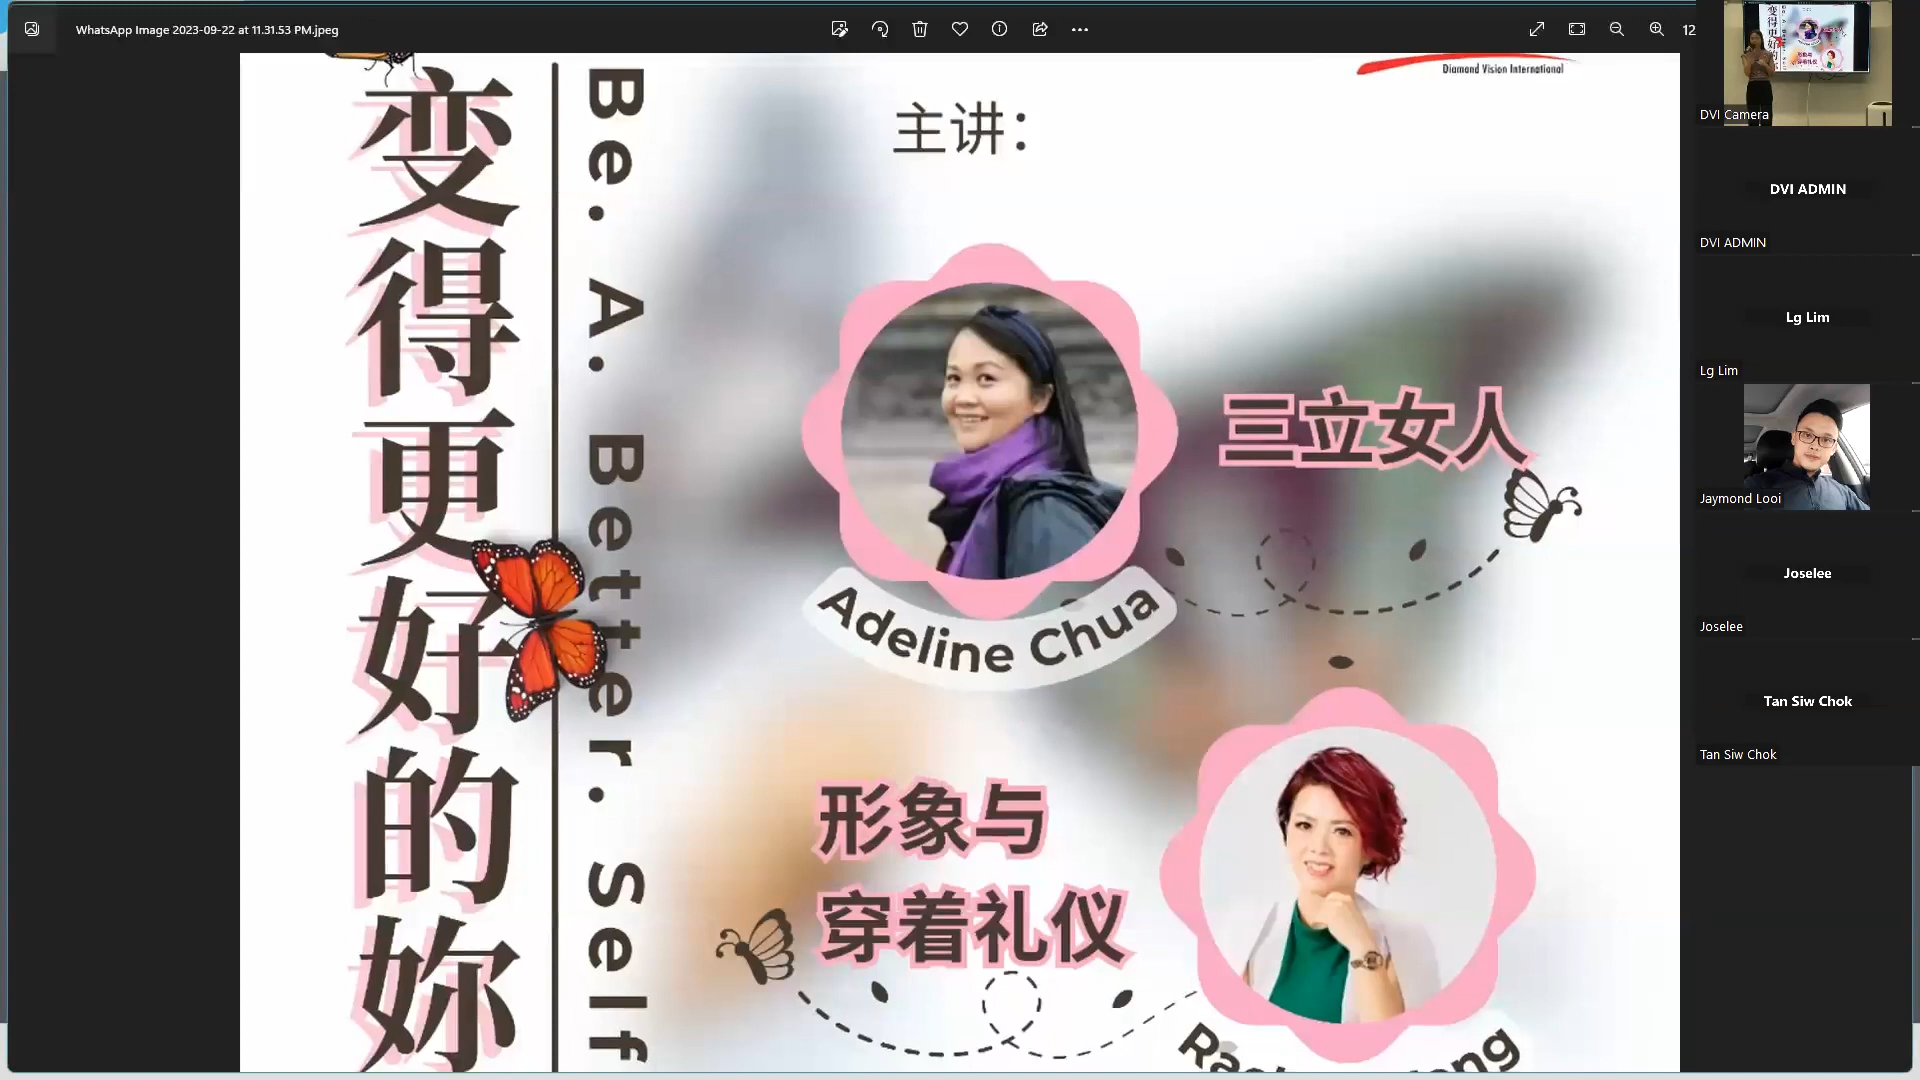 WhatsApp Image 2023-09-22 at 11.31.53 PM.jpeg
12
Diamond Vision International
变得更好的妳
Be. A. Better. Self
主讲：
三立女人
Adeline Chua
形象与
穿着礼仪
DVI Camera
DVI ADMIN
DVI ADMIN
Lg Lim
Lg Lim
Jaymond Looi
Joselee
Joselee
Tan Siw Chok
Tan Siw Chok